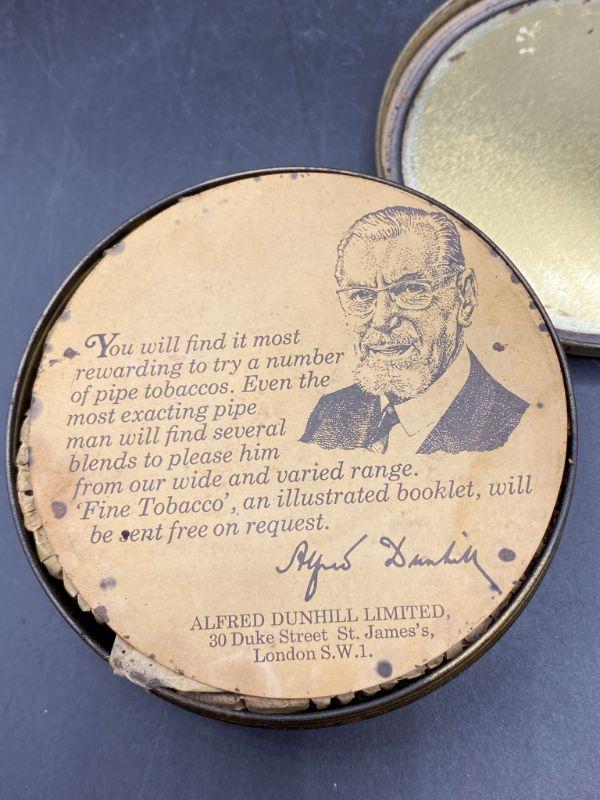 You will find it most
rewarding to try a number
of pipe tobaccos. Even the
most exacting pipe
man will find several
blends to please him
from our wide and varied range.
'Fine Tobacco', an illustrated booklet, will
be sent free on request.
Alfred Dunhill
ALFRED DUNHILL LIMITED,
30 Duke Street St. James's,
London S.W.1.